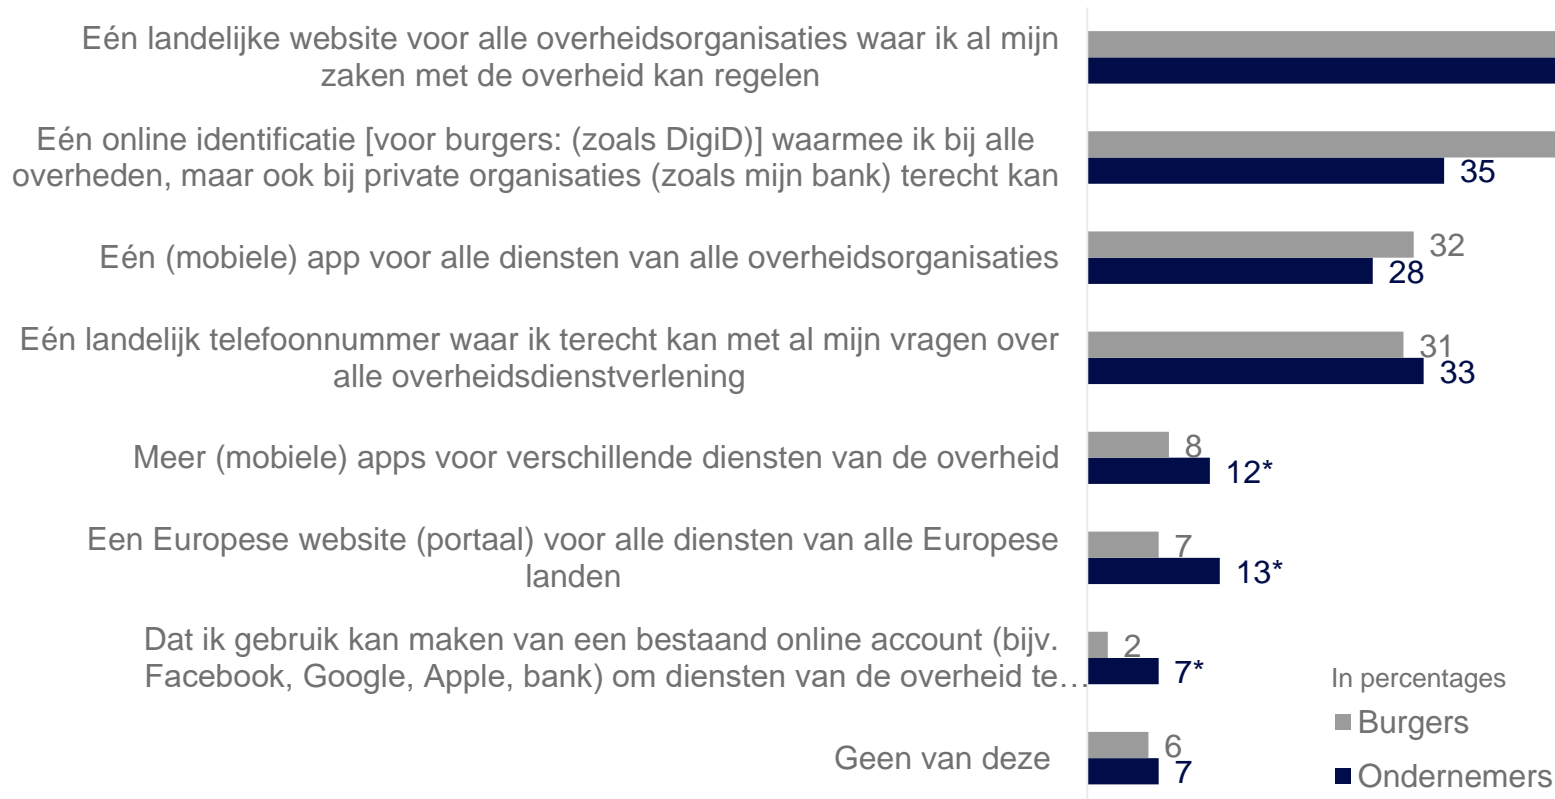 Eén landelijke website voor alle overheidsorganisaties waar ik al mijn
zaken met de overheid kan regelen
Eén online identificatie [voor burgers: (zoals DigiD)] waarmee ik bij alle
overheden, maar ook bij private organisaties (zoals mijn bank) terecht kan
35
Eén (mobiele) app voor alle diensten van alle overheidsorganisaties
32
28
Eén landelijk telefoonnummer waar ik terecht kan met al mijn vragen over
alle overheidsdienstverlening
31
33
Meer (mobiele) apps voor verschillende diensten van de overheid
8
12*
Een Europese website (portaal) voor alle diensten van alle Europese
landen
7
13*
Dat ik gebruik kan maken van een bestaand online account (bijv.
Facebook, Google, Apple, bank) om diensten van de overheid te…
2
7*
Geen van deze
6
7
In percentages
Burgers
Ondernemers